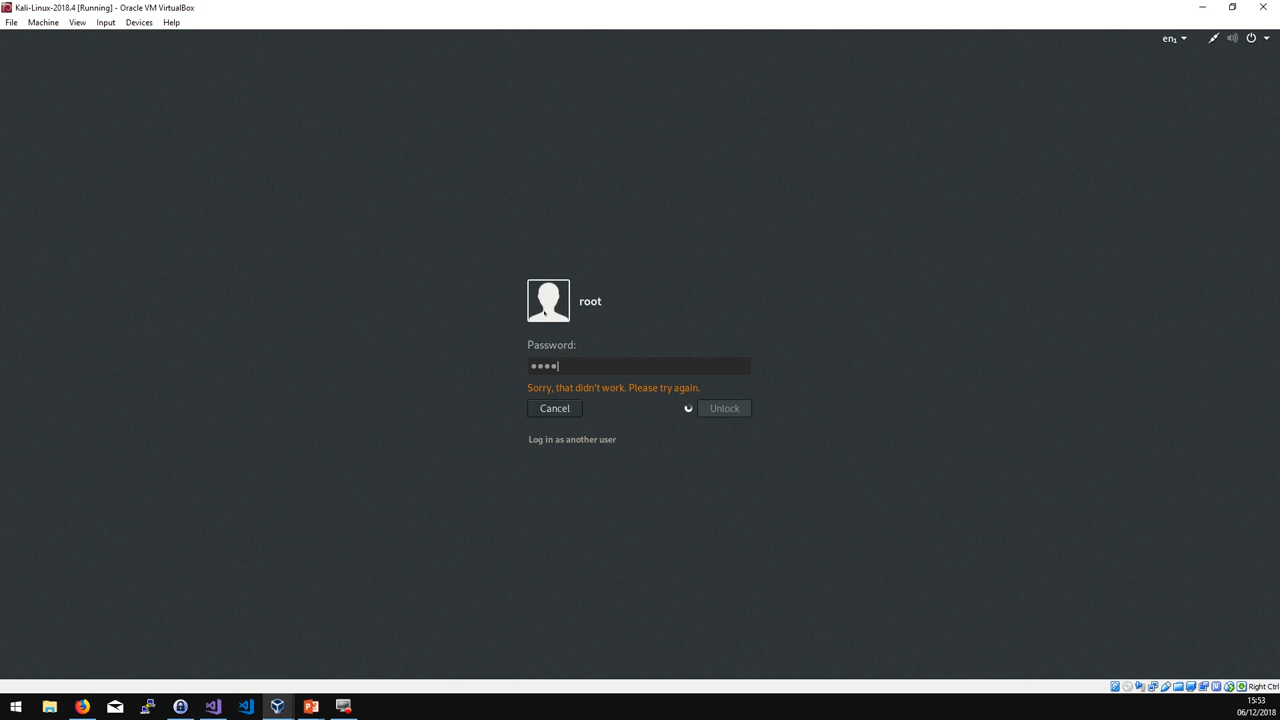 Kali-Linux-2018.4 [Running] - Oracle VM VirtualBox
File Machine View Input Devices Help
en₁
root
Password:
Sorry, that didn't work. Please try again.
Cancel Unlock
Log in as another user
Right Ctrl
15:53
06/12/2018